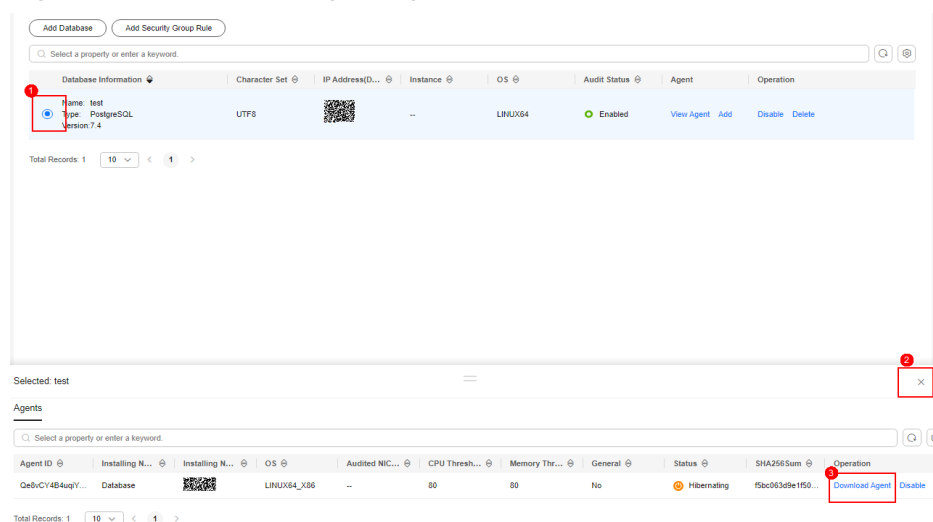 Add Database Add Security Group Rule
Select a property or enter a keyword.
Database Information Character Set IP Address(D... Instance OS Audit Status Agent Operation
1
Name: test
Type: PostgreSQL
Version:7.4
UTF8 -- LINUX64 Enabled View Agent Add Disable Delete
Total Records: 1 10 < 1 >
2
Selected: test
Agents
Select a property or enter a keyword.
Agent ID Installing N... Installing N... OS Audited NIC... CPU Thresh... Memory Thr... General Status SHA256Sum Operation
3
Qe8vCY4B4uqiY... Database LINUX64_X86 -- 80 80 No Hibernating f5bc063d9e1f50... Download Agent Disable
Total Records: 1 10 < 1 >